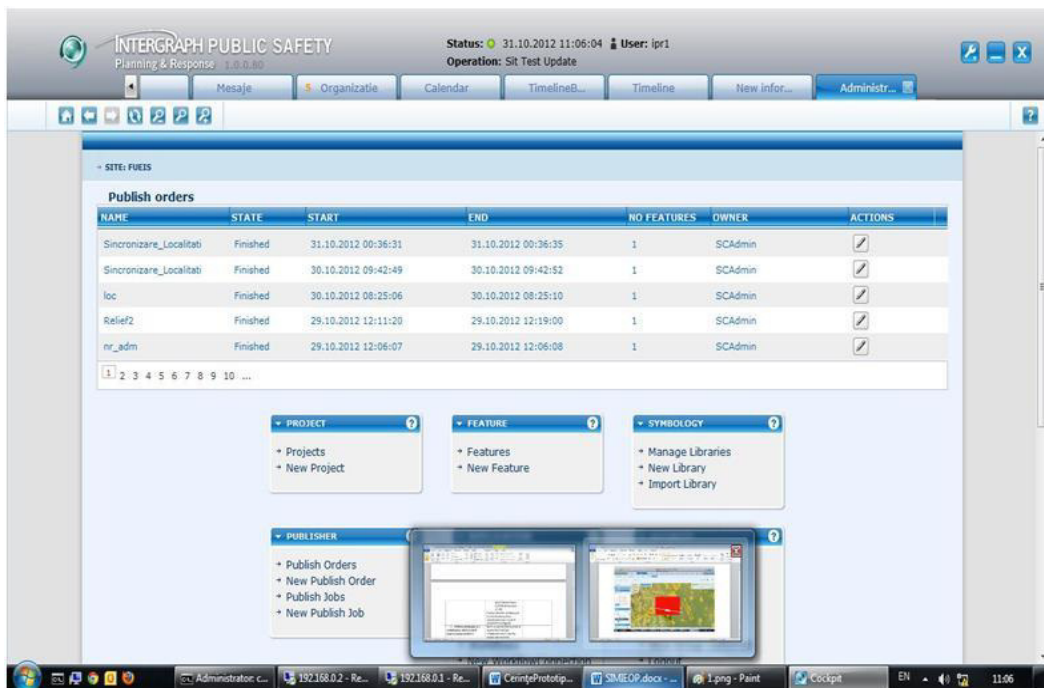 INTERGRAPH PUBLIC SAFETY
Planning & Response 1.0.0.80
Status: 31.10.2012 11:06:04 User: ipr1
Operation: Sit Test Update
Mesaje
S Organizatie
Calendar
TimelineB...
Timeline
New infor...
Administr...
SITE: FUEIS
Publish orders
NAME STATE START END NO FEATURES OWNER ACTIONS
Sincronizare_Localitati Finished 31.10.2012 00:36:31 31.10.2012 00:36:35 1 SCAdmin
Sincronizare_Localitati Finished 30.10.2012 09:42:49 30.10.2012 09:42:52 1 SCAdmin
loc Finished 30.10.2012 08:25:06 30.10.2012 08:25:10 1 SCAdmin
Relief2 Finished 29.10.2012 12:11:20 29.10.2012 12:19:00 1 SCAdmin
nr_adm Finished 29.10.2012 12:06:07 29.10.2012 12:06:08 1 SCAdmin
1 2 3 4 5 6 7 8 9 10 ...
PROJECT
Projects
New Project
FEATURE
Features
New Feature
SYMBOLOGY
Manage Libraries
New Library
Import Library
PUBLISHER
Publish Orders
New Publish Order
Publish Jobs
New Publish Job
New WorkflowConnection
Logout
Administrator: c...
192.168.0.2 - Re...
192.168.0.1 - Re...
CerințePrototip...
SIMIEOP.docx - ...
1.png - Paint
Cockpit
EN
11:06